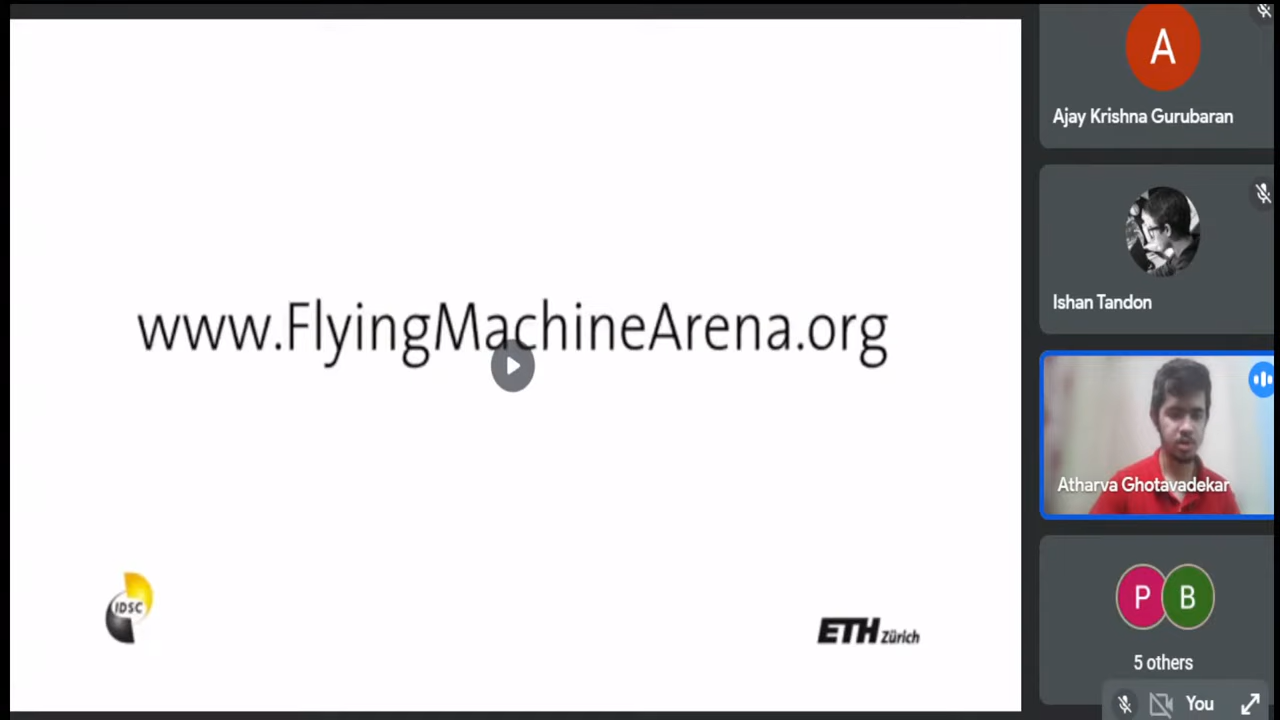 www.FlyingMachineArena.org
IDSC
ETH Zürich
A
Ajay Krishna Gurubaran
Ishan Tandon
Atharva Ghotavadekar
P
B
5 others
You